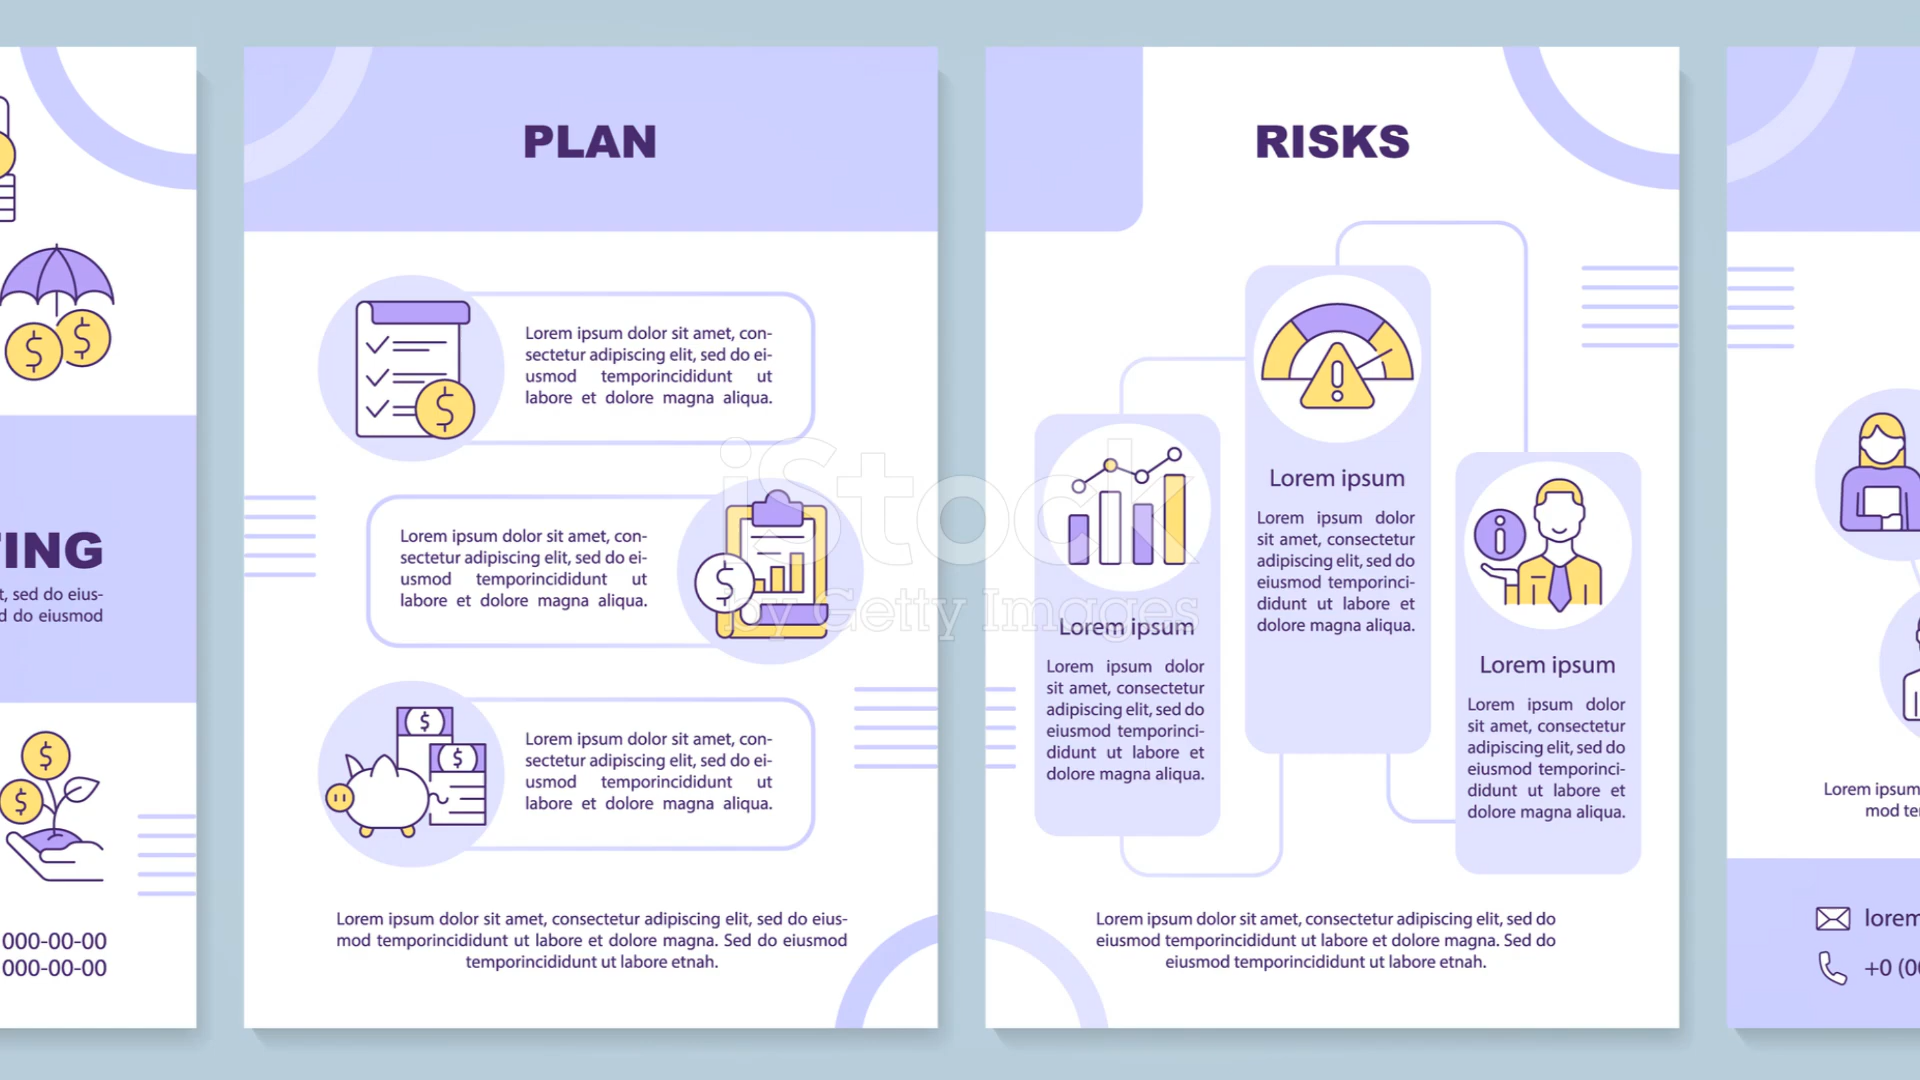 TING
t, sed do eius-
d do eiusmod
000-00-00
000-00-00
PLAN
Lorem ipsum dolor sit amet, con-
sectetur adipiscing elit, sed do ei-
usmod temporincididunt ut
labore et dolore magna aliqua.
Lorem ipsum dolor sit amet, con-
sectetur adipiscing elit, sed do ei-
usmod temporincididunt ut
labore et dolore magna aliqua.
Lorem ipsum dolor sit amet, con-
sectetur adipiscing elit, sed do ei-
usmod temporincididunt ut
labore et dolore magna aliqua.
Lorem ipsum dolor sit amet, consectetur adipiscing elit, sed do eius-
mod temporincididunt ut labore et dolore magna. Sed do eiusmod
temporincididunt ut labore etnah.
RISKS
Lorem ipsum
Lorem ipsum dolor
sit amet, consectetur
adipiscing elit, sed do
eiusmod temporinci-
didunt ut labore et
dolore magna aliqua.
Lorem ipsum
Lorem ipsum dolor
sit amet, consectetur
adipiscing elit, sed do
eiusmod temporinci-
didunt ut labore et
dolore magna aliqua.
Lorem ipsum
Lorem ipsum dolor
sit amet, consectetur
adipiscing elit, sed do
eiusmod temporinci-
didunt ut labore et
dolore magna aliqua.
Lorem ipsum dolor sit amet, consectetur adipiscing elit, sed do
eiusmod temporincididunt ut labore et dolore magna. Sed do
eiusmod temporincididunt ut labore etnah.
Lorem ipsum
mod te
lorem
+0 (00
iStock
by Getty Images